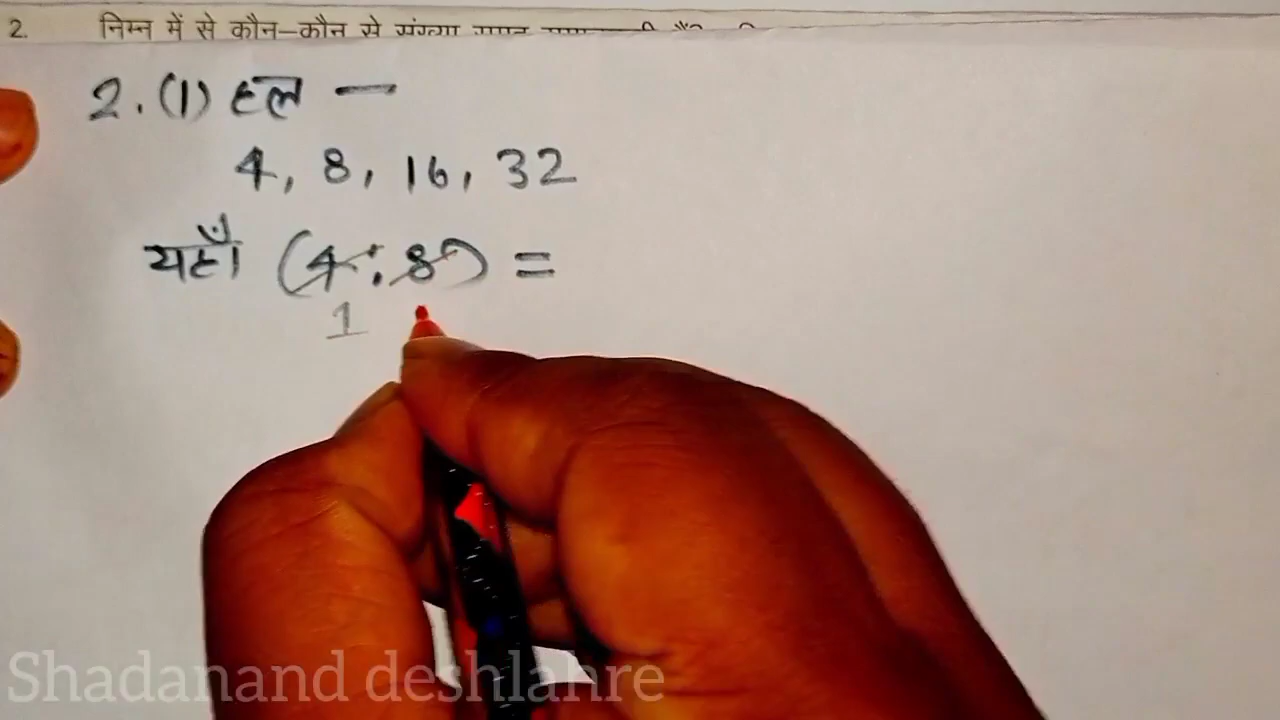 2. निम्न में से कौन–कौन से संख्या
2. (1) हल —
4, 8, 16, 32
यहाँ (4:8) =
1
Shadanand deshlahre